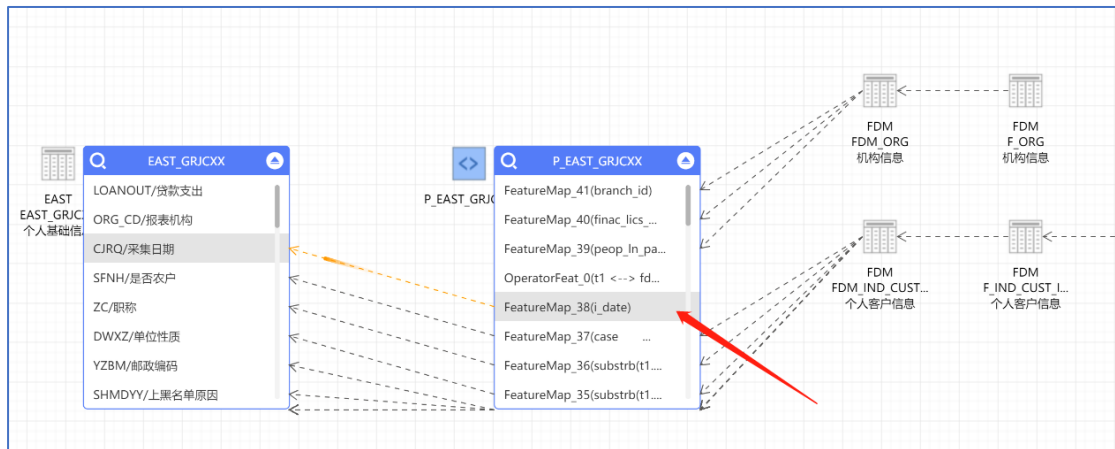 EAST
EAST_GRJC...
个人基础信...
EAST_GRJCXX
LOANOUT/贷款支出
ORG_CD/报表机构
CJRQ/采集日期
SFNH/是否农户
ZC/职称
DWXZ/单位性质
YZBM/邮政编码
SHMDYY/上黑名单原因
<>
P_EAST_GRJC
P_EAST_GRJCXX
FeatureMap_41(branch_id)
FeatureMap_40(finac_lics_...
FeatureMap_39(peop_ln_pa...
OperatorFeat_0(t1 <--> fd...
FeatureMap_38(i_date)
FeatureMap_37(case ...
FeatureMap_36(substrb(t1....
FeatureMap_35(substrb(t1....
FDM
FDM_ORG
机构信息
FDM
F_ORG
机构信息
FDM
FDM_IND_CUST...
个人客户信息
FDM
F_IND_CUST_I...
个人客户信息